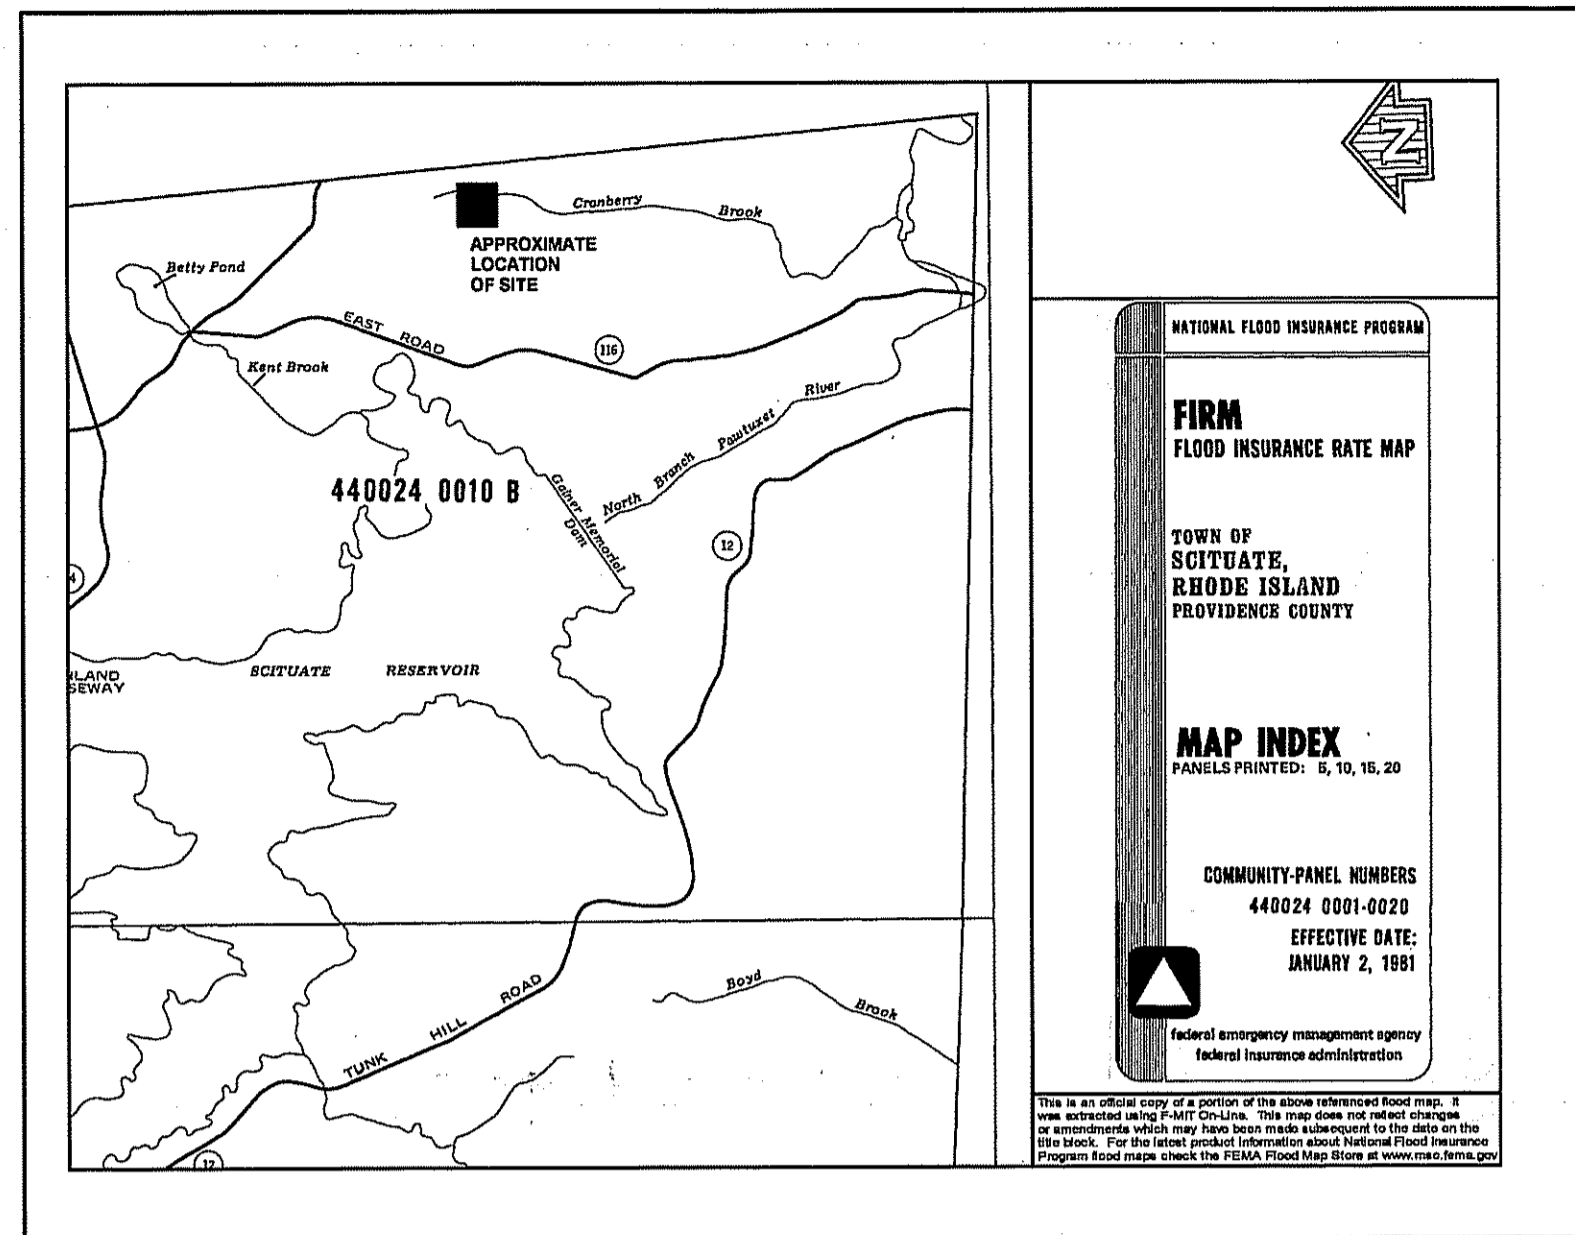 N
Cranberry Brook
APPROXIMATE
LOCATION
OF SITE
Betty Pond
EAST ROAD
116
Kent Brook
North Branch Pawtuxet River
440024 0010 B
Gainer Memorial
Dam
12
4
SCITUATE RESERVOIR
LAND
SEWAY
TUNK HILL ROAD
Boyd Brook
12
NATIONAL FLOOD INSURANCE PROGRAM
FIRM
FLOOD INSURANCE RATE MAP
TOWN OF
SCITUATE,
RHODE ISLAND
PROVIDENCE COUNTY
MAP INDEX
PANELS PRINTED: 5, 10, 15, 20
COMMUNITY-PANEL NUMBERS
440024 0001-0020
EFFECTIVE DATE:
JANUARY 2, 1981
federal emergency management agency
federal insurance administration
This is an official copy of a portion of the above referenced flood map. It
was extracted using F-MIT On-Line. This map does not reflect changes
or amendments which may have been made subsequent to the date on the
title block. For the latest product information about National Flood Insurance
Program flood maps check the FEMA Flood Map Store at www.msc.fema.gov